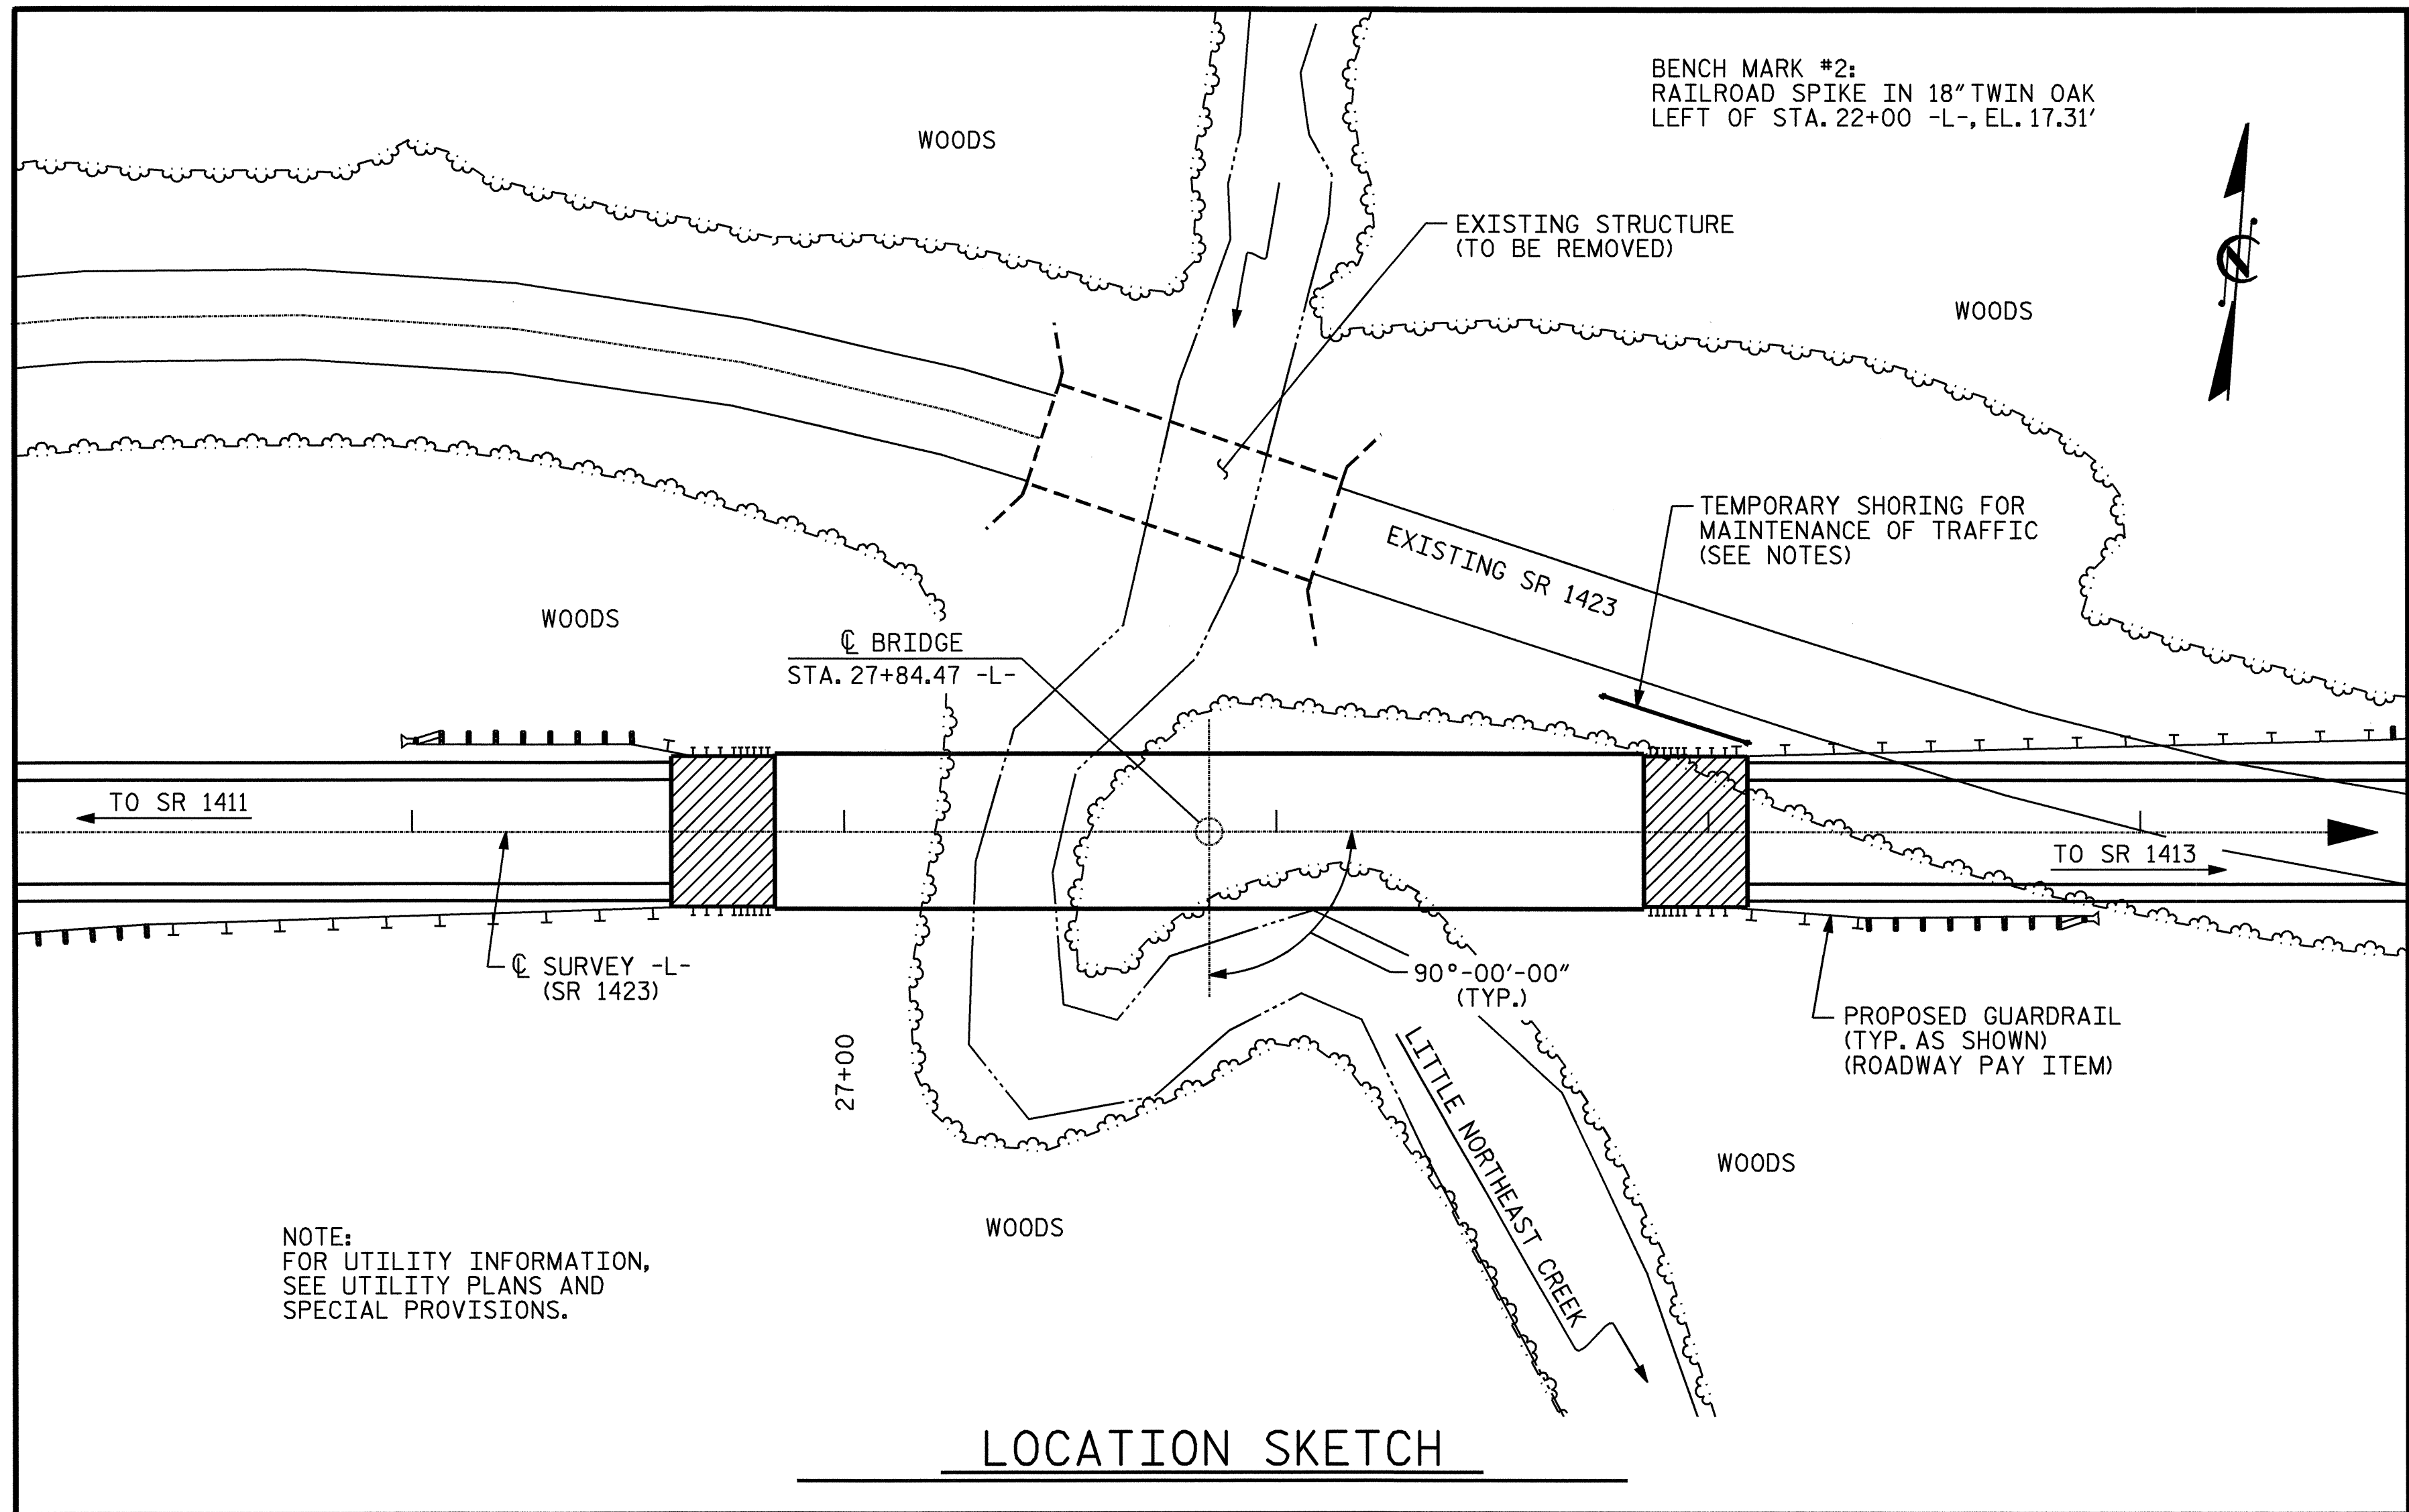 BENCH MARK #2:
RAILROAD SPIKE IN 18" TWIN OAK
LEFT OF STA. 22+00 -L-, EL. 17.31'
WOODS
EXISTING STRUCTURE
(TO BE REMOVED)
N
WOODS
TEMPORARY SHORING FOR
MAINTENANCE OF TRAFFIC
(SEE NOTES)
EXISTING SR 1423
WOODS
℄ BRIDGE
STA. 27+84.47 -L-
TO SR 1411
TO SR 1413
℄ SURVEY -L-
(SR 1423)
90°-00'-00"
(TYP.)
PROPOSED GUARDRAIL
(TYP. AS SHOWN)
(ROADWAY PAY ITEM)
27+00
LITTLE NORTHEAST CREEK
WOODS
WOODS
NOTE:
FOR UTILITY INFORMATION,
SEE UTILITY PLANS AND
SPECIAL PROVISIONS.
LOCATION SKETCH